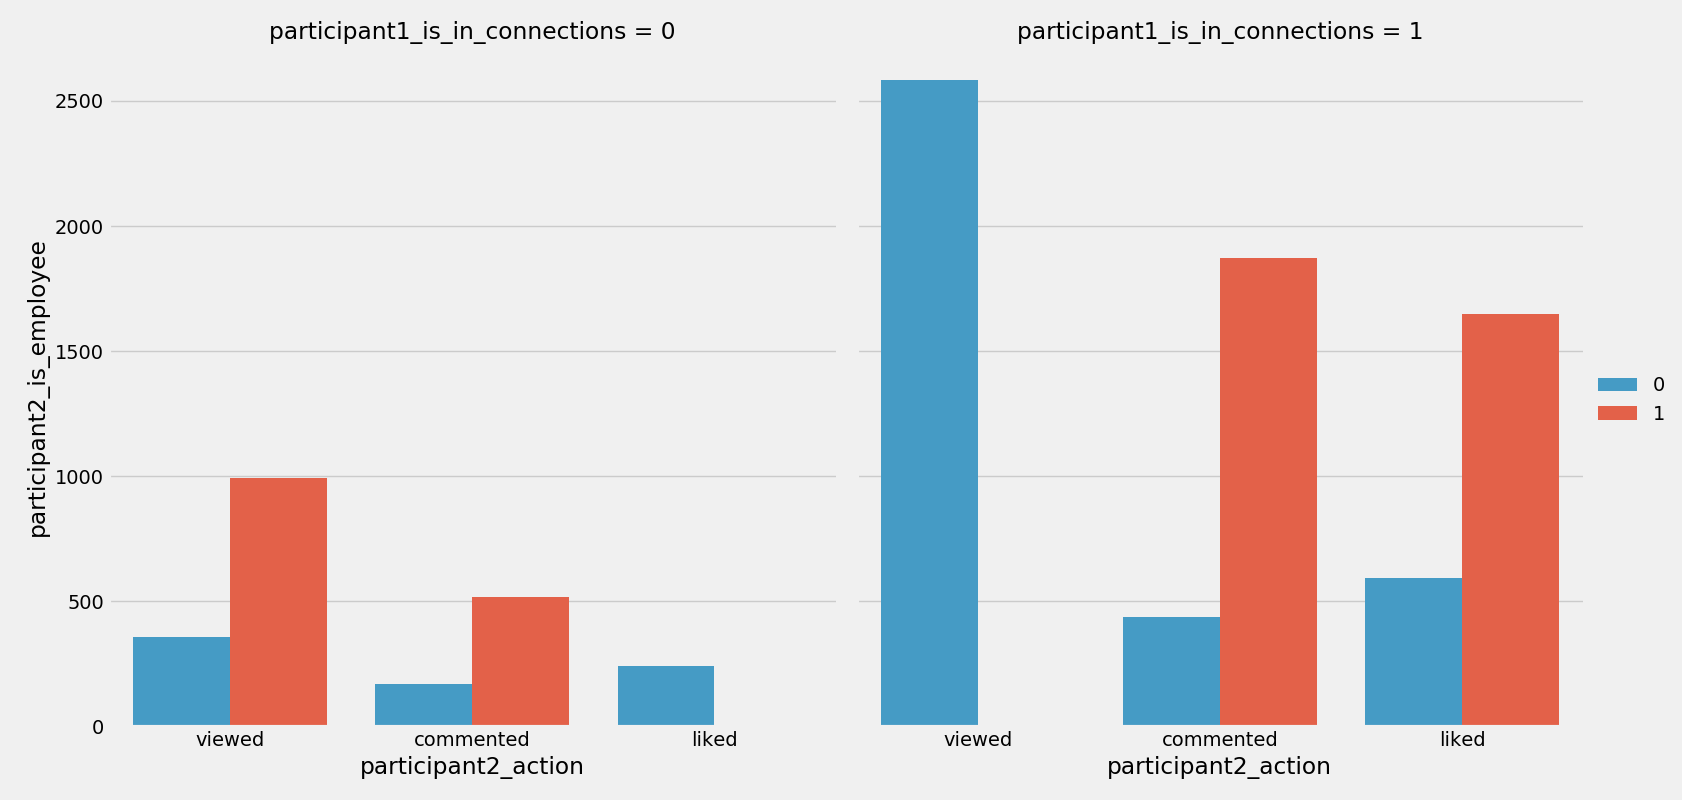 participant1_is_in_connections = 0
participant1_is_in_connections = 1
participant2_is_employee
2500
2000
1500
1000
500
0
viewed
commented
liked
viewed
commented
liked
participant2_action
participant2_action
0
1